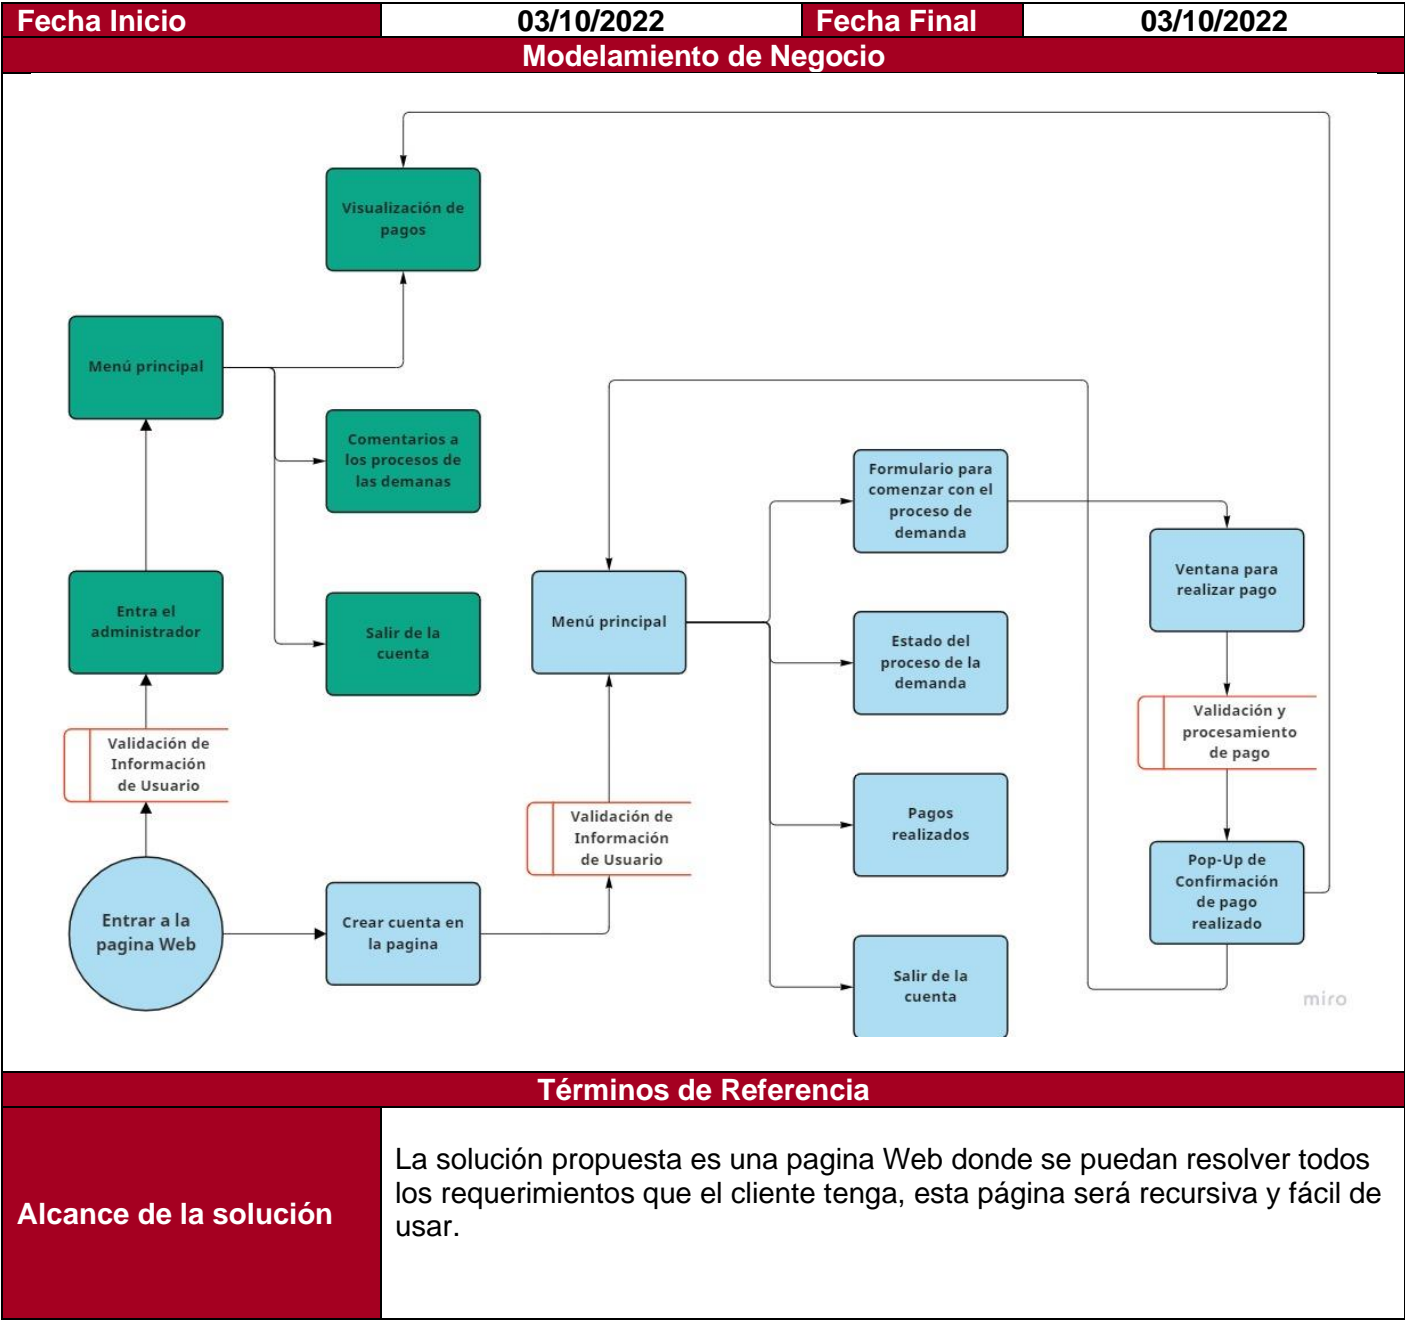 Fecha Inicio 03/10/2022 Fecha Final 03/10/2022
Modelamiento de Negocio
Visualización de
pagos
Menú principal
Comentarios a
los procesos de
las demanas
Entra el
administrador
Salir de la
cuenta
Validación de
Información
de Usuario
Entrar a la
pagina Web
Crear cuenta en
la pagina
Validación de
Información
de Usuario
Menú principal
Formulario para
comenzar con el
proceso de
demanda
Estado del
proceso de la
demanda
Pagos
realizados
Salir de la
cuenta
Ventana para
realizar pago
Validación y
procesamiento
de pago
Pop-Up de
Confirmación
de pago
realizado
miro
Términos de Referencia
Alcance de la solución
La solución propuesta es una pagina Web donde se puedan resolver todos
los requerimientos que el cliente tenga, esta página será recursiva y fácil de
usar.